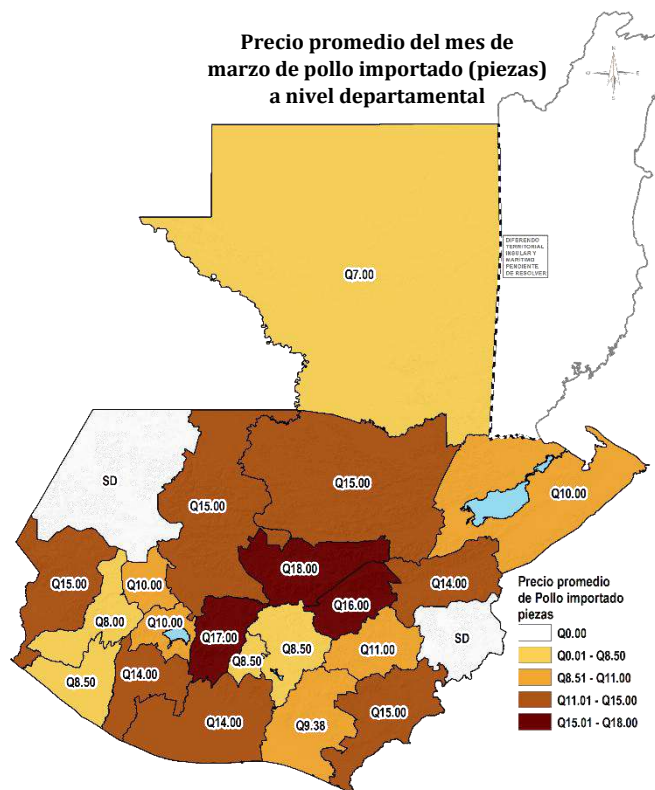 Precio promedio del mes de
marzo de pollo importado (piezas)
a nivel departamental
N
O
E
S
DIFERENDO
TERRITORIAL
INSULAR Y
MARITIMO
PENDIENTE
DE RESOLVER
Q7.00
SD
Q15.00
Q15.00
Q10.00
Q18.00
Q15.00
Q10.00
Q14.00
Q16.00
Q8.00
Q10.00
Q17:00
Q8.50
Q8.50
Q11.00
SD
Q8.50
Q14.00
Q14.00
Q9.38
Q15.00
Precio promedio
de Pollo importado
piezas
Q0.00
Q0.01 - Q8.50
Q8.51 - Q11.00
Q11.01 - Q15.00
Q15.01 - Q18.00